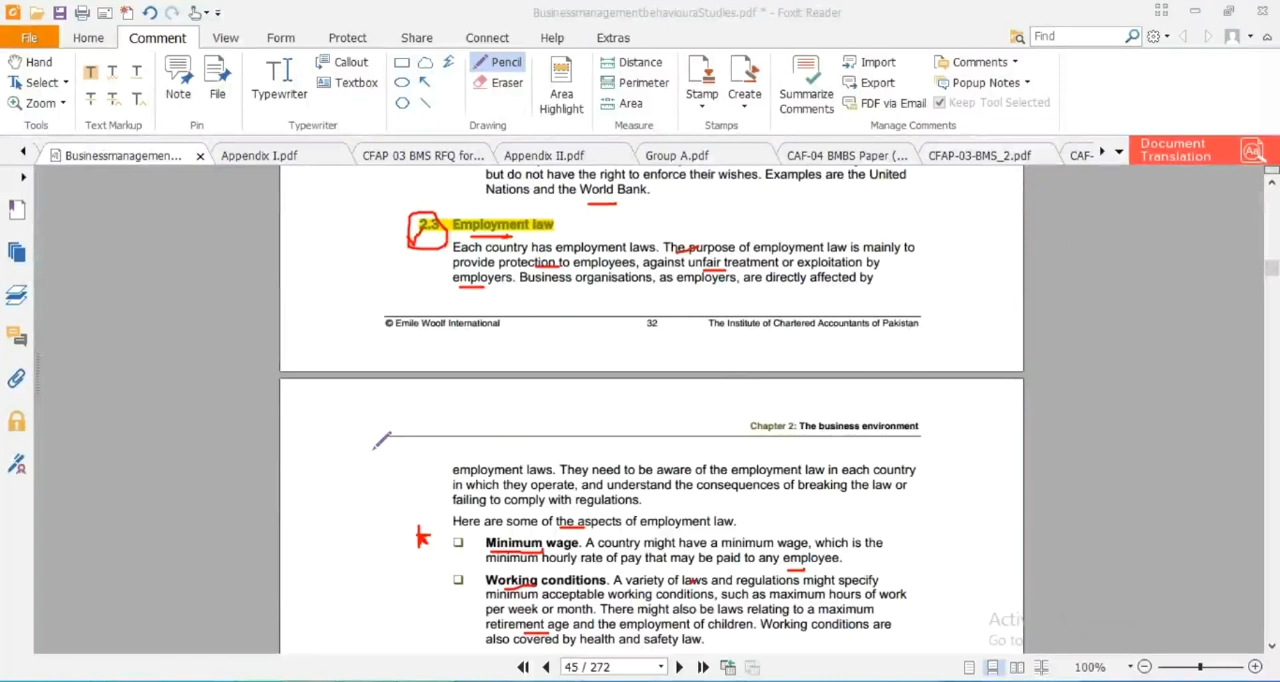 BusinessmanagementbehaviouraStudies.pdf * - Foxit Reader
File Home Comment View Form Protect Share Connect Help Extras Find
Hand Select Zoom Tools
T T T T T T Text Markup
Note File Pin
Typewriter Callout Textbox Typewriter
Pencil Eraser Area Highlight Drawing
Distance Perimeter Area Measure
Stamp Create Stamps
Summarize Comments Import Export FDF via Email Comments Popup Notes Keep Tool Selected Manage Comments
Businessmanagemen... Appendix I.pdf CFAP 03 BMS RFQ for... Appendix II.pdf Group A.pdf CAF-04 BMBS Paper (... CFAP-03-BMS_2.pdf CAF- Document Translation
but do not have the right to enforce their wishes. Examples are the United
Nations and the World Bank.
2.3 Employment law
Each country has employment laws. The purpose of employment law is mainly to
provide protection to employees, against unfair treatment or exploitation by
employers. Business organisations, as employers, are directly affected by
© Emile Woolf International 32 The Institute of Chartered Accountants of Pakistan
Chapter 2: The business environment
employment laws. They need to be aware of the employment law in each country
in which they operate, and understand the consequences of breaking the law or
failing to comply with regulations.
Here are some of the aspects of employment law.
Minimum wage. A country might have a minimum wage, which is the
minimum hourly rate of pay that may be paid to any employee.
Working conditions. A variety of laws and regulations might specify
minimum acceptable working conditions, such as maximum hours of work
per week or month. There might also be laws relating to a maximum
retirement age and the employment of children. Working conditions are
also covered by health and safety law.
Activ
Go to
45 / 272 100%